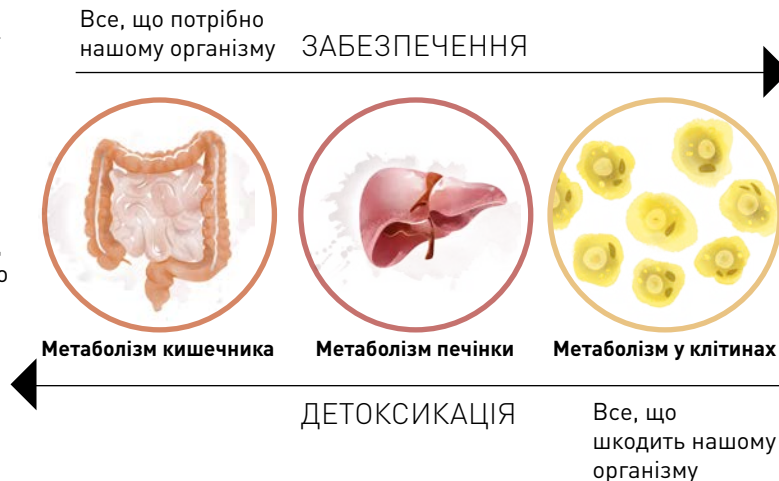 Все, що потрібно
нашому організму
ЗАБЕЗПЕЧЕННЯ
Метаболізм кишечника
Метаболізм печінки
Метаболізм у клітинах
ДЕТОКСИКАЦІЯ
Все, що
шкодить нашому
організму